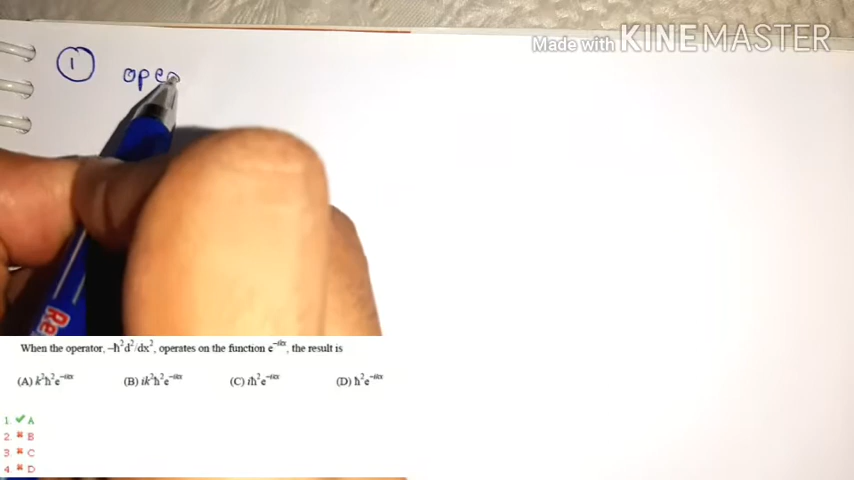 Made with KINEMASTER
① ope
When the operator, –ħ²d²/dx², operates on the function e⁻ⁱᵏˣ, the result is
(A) k²ħ²e⁻ⁱᵏˣ (B) ik²ħ²e⁻ⁱᵏˣ (C) iħ²e⁻ⁱᵏˣ (D) ħ²e⁻ⁱᵏˣ
1. ✔ A
2. ✖ B
3. ✖ C
4. ✖ D